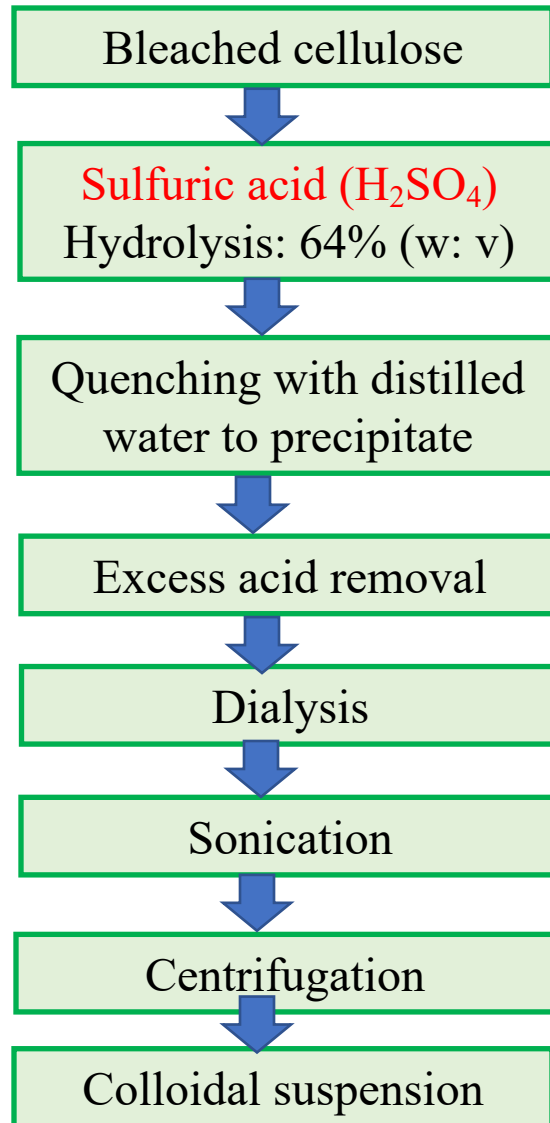 Bleached cellulose
Sulfuric acid (H₂SO₄)
Hydrolysis: 64% (w: v)
Quenching with distilled
water to precipitate
Excess acid removal
Dialysis
Sonication
Centrifugation
Colloidal suspension